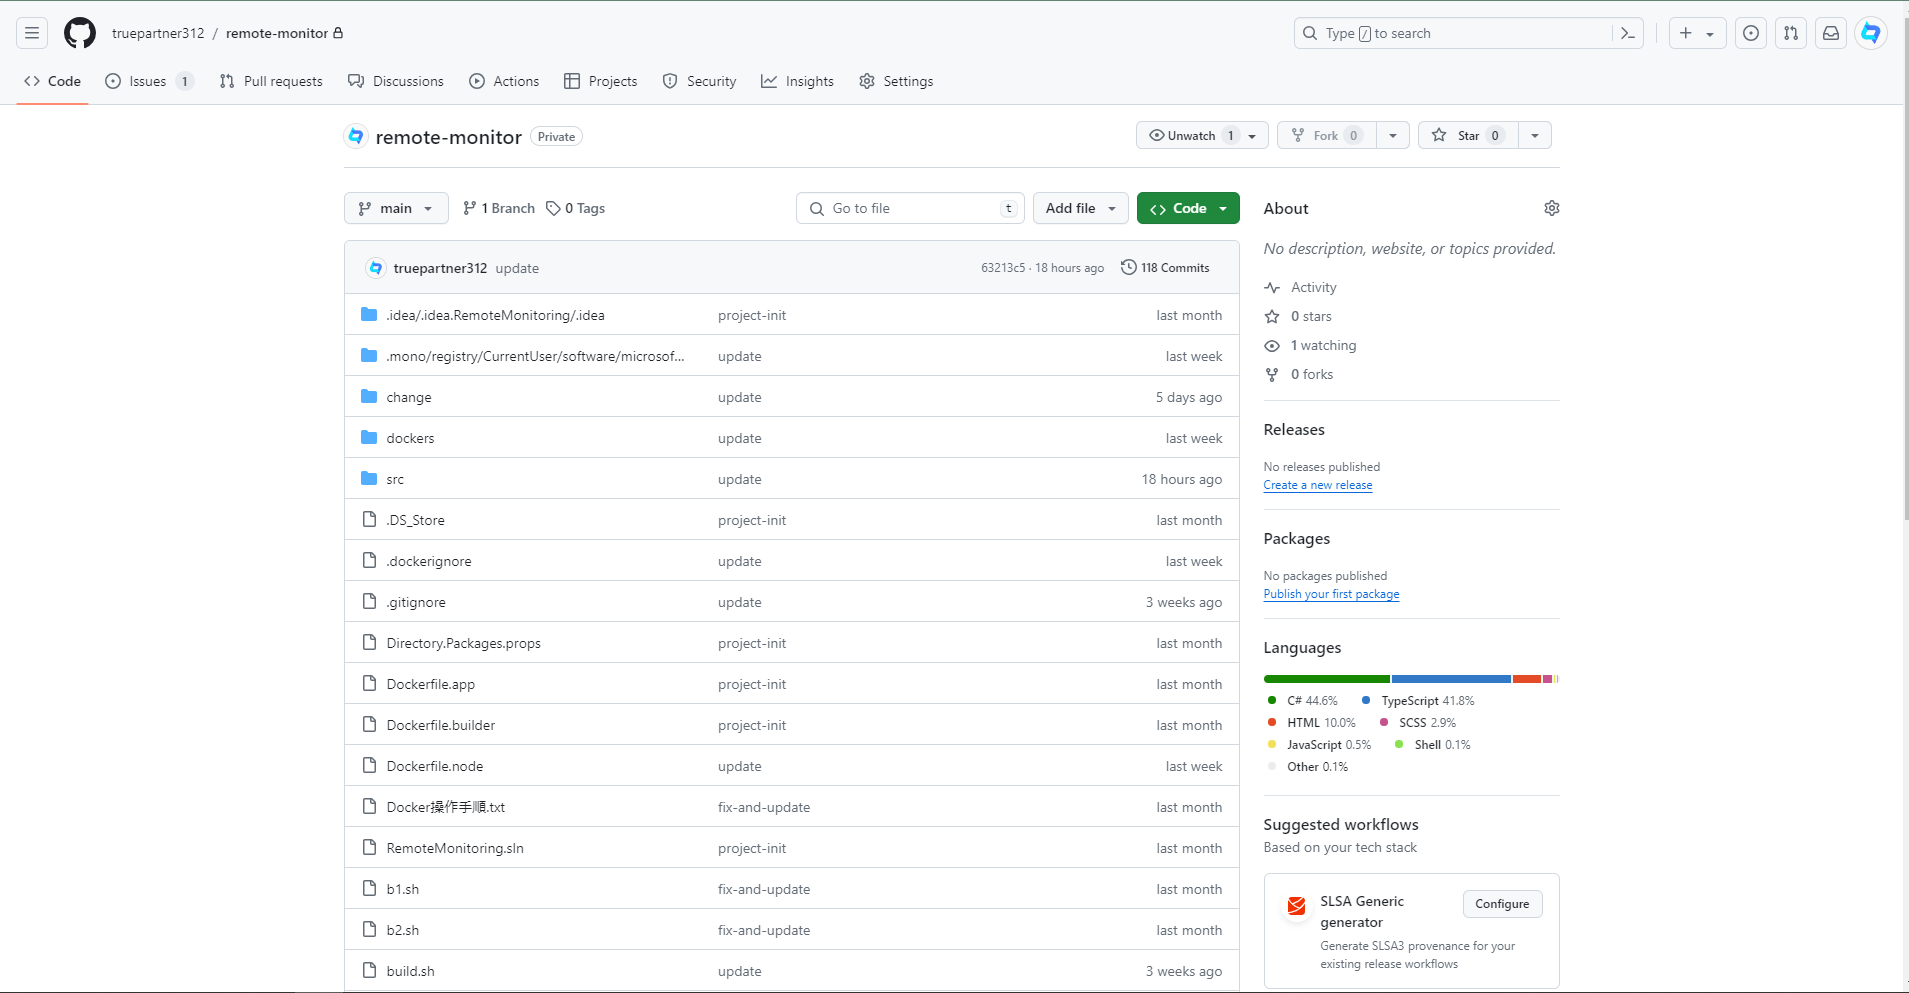 truepartner312 / remote-monitor
Type / to search
Code
Issues 1
Pull requests
Discussions
Actions
Projects
Security
Insights
Settings
remote-monitor Private
Unwatch 1
Fork 0
Star 0
main
1 Branch
0 Tags
Go to file t
Add file
Code
truepartner312 update 63213c5 · 18 hours ago 118 Commits
.idea/.idea.RemoteMonitoring/.idea project-init last month
.mono/registry/CurrentUser/software/microsof... update last week
change update 5 days ago
dockers update last week
src update 18 hours ago
.DS_Store project-init last month
.dockerignore update last week
.gitignore update 3 weeks ago
Directory.Packages.props project-init last month
Dockerfile.app project-init last month
Dockerfile.builder project-init last month
Dockerfile.node update last week
Docker操作手順.txt fix-and-update last month
RemoteMonitoring.sln project-init last month
b1.sh fix-and-update last month
b2.sh fix-and-update last month
build.sh update 3 weeks ago
About
No description, website, or topics provided.
Activity
0 stars
1 watching
0 forks
Releases
No releases published
Create a new release
Packages
No packages published
Publish your first package
Languages
C# 44.6% TypeScript 41.8%
HTML 10.0% SCSS 2.9%
JavaScript 0.5% Shell 0.1%
Other 0.1%
Suggested workflows
Based on your tech stack
SLSA Generic
generator
Configure
Generate SLSA3 provenance for your
existing release workflows